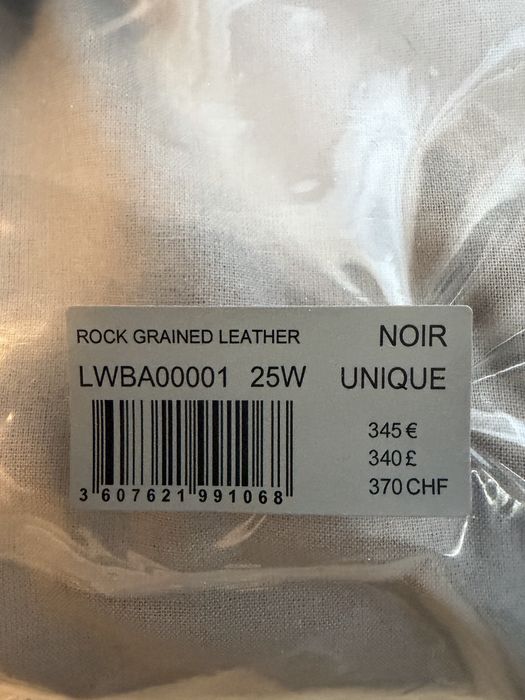 ROCK GRAINED LEATHER NOIR
LWBA00001 25W UNIQUE
345 €
340 £
370 CHF
3 607621 991068